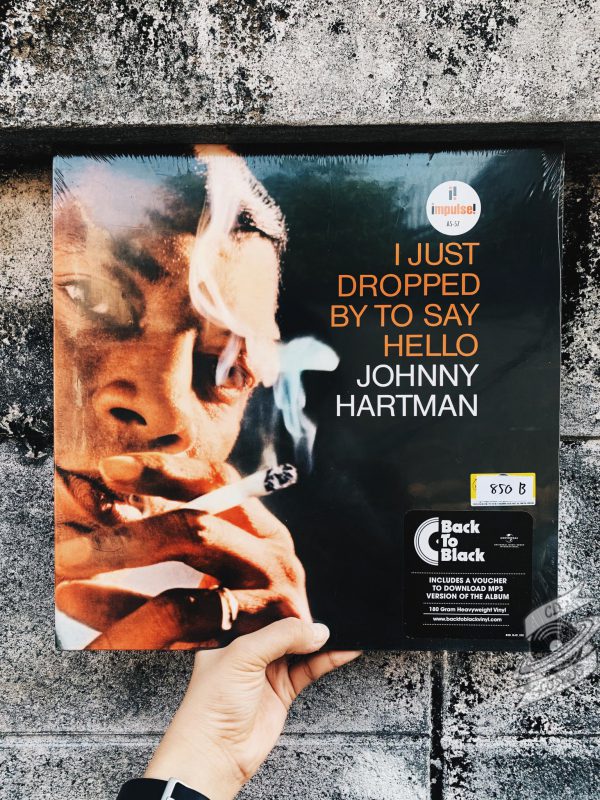 impulse!
AS-57
I JUST
DROPPED
BY TO SAY
HELLO
JOHNNY
HARTMAN
850 B
Back
To
Black
UNIVERSAL
INCLUDES A VOUCHER
TO DOWNLOAD MP3
VERSION OF THE ALBUM
180 Gram Heavyweight Vinyl
www.backtoblackvinyl.com